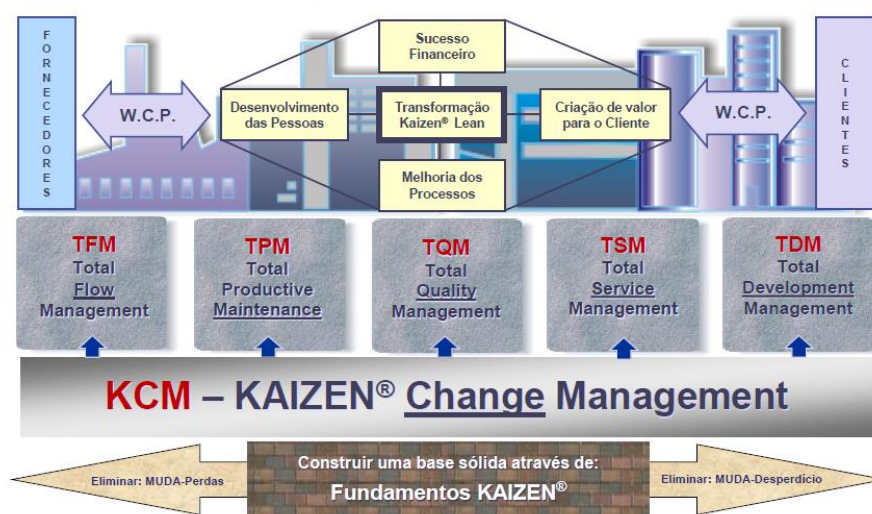 FORNECEDORES
W.C.P.
Sucesso
Financeiro
Desenvolvimento
das Pessoas
Transformação
Kaizen® Lean
Criação de valor
para o Cliente
Melhoria dos
Processos
W.C.P.
CLIENTES
TFM
Total
Flow
Management
TPM
Total
Productive
Maintenance
TQM
Total
Quality
Management
TSM
Total
Service
Management
TDM
Total
Development
Management
KCM – KAIZEN® Change Management
Eliminar: MUDA-Perdas
Construir uma base sólida através de:
Fundamentos KAIZEN®
Eliminar: MUDA-Desperdício